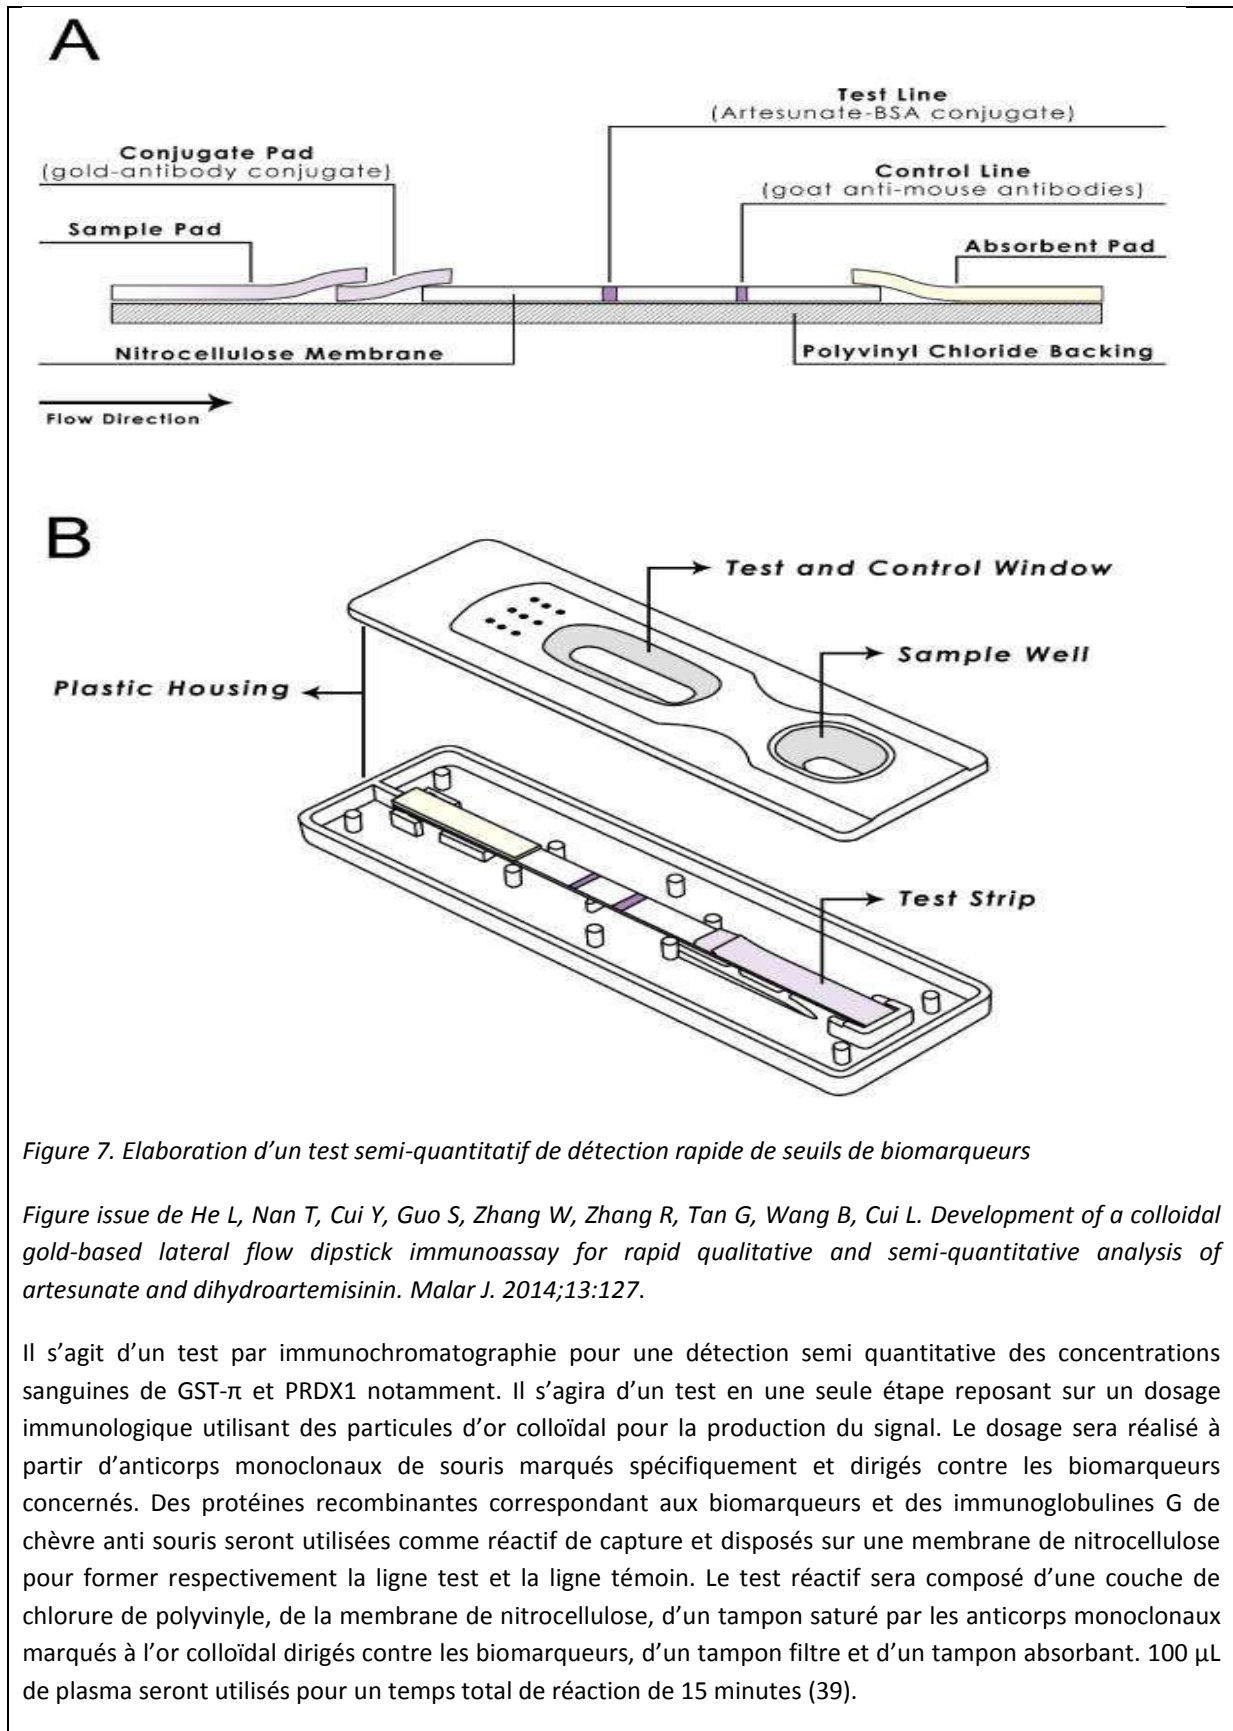 A
Test Line
(Artesunate-BSA conjugate)
Conjugate Pad
(gold-antibody conjugate)
Control Line
(goat anti-mouse antibodies)
Sample Pad
Absorbent Pad
Nitrocellulose Membrane
Polyvinyl Chloride Backing
Flow Direction
B
Test and Control Window
Sample Well
Plastic Housing
Test Strip
Figure 7. Elaboration d’un test semi-quantitatif de détection rapide de seuils de biomarqueurs
Figure issue de He L, Nan T, Cui Y, Guo S, Zhang W, Zhang R, Tan G, Wang B, Cui L. Development of a colloidal
gold-based lateral flow dipstick immunoassay for rapid qualitative and semi-quantitative analysis of
artesunate and dihydroartemisinin. Malar J. 2014;13:127.
Il s’agit d’un test par immunochromatographie pour une détection semi quantitative des concentrations
sanguines de GST-π et PRDX1 notamment. Il s’agira d’un test en une seule étape reposant sur un dosage
immunologique utilisant des particules d’or colloïdal pour la production du signal. Le dosage sera réalisé à
partir d’anticorps monoclonaux de souris marqués spécifiquement et dirigés contre les biomarqueurs
concernés. Des protéines recombinantes correspondant aux biomarqueurs et des immunoglobulines G de
chèvre anti souris seront utilisées comme réactif de capture et disposés sur une membrane de nitrocellulose
pour former respectivement la ligne test et la ligne témoin. Le test réactif sera composé d’une couche de
chlorure de polyvinyle, de la membrane de nitrocellulose, d’un tampon saturé par les anticorps monoclonaux
marqués à l’or colloïdal dirigés contre les biomarqueurs, d’un tampon filtre et d’un tampon absorbant. 100 µL
de plasma seront utilisés pour un temps total de réaction de 15 minutes (39).